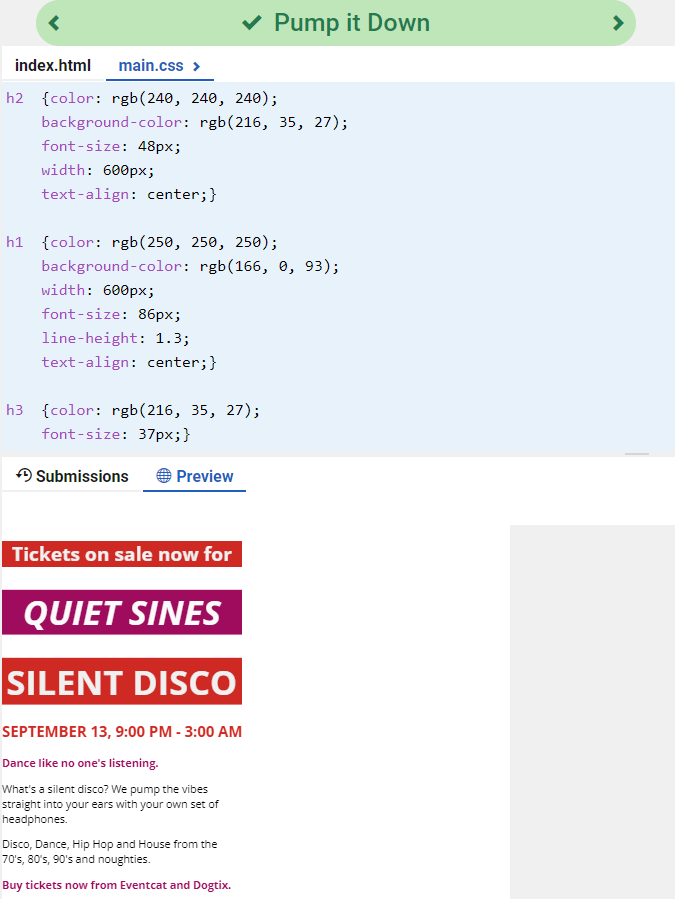 Pump it Down
index.html main.css
h2 {color: rgb(240, 240, 240);
background-color: rgb(216, 35, 27);
font-size: 48px;
width: 600px;
text-align: center;}
h1 {color: rgb(250, 250, 250);
background-color: rgb(166, 0, 93);
width: 600px;
font-size: 86px;
line-height: 1.3;
text-align: center;}
h3 {color: rgb(216, 35, 27);
font-size: 37px;}
Submissions Preview
Tickets on sale now for
QUIET SINES
SILENT DISCO
SEPTEMBER 13, 9:00 PM - 3:00 AM
Dance like no one's listening.
What's a silent disco? We pump the vibes
straight into your ears with your own set of
headphones.
Disco, Dance, Hip Hop and House from the
70's, 80's, 90's and noughties.
Buy tickets now from Eventcat and Dogtix.